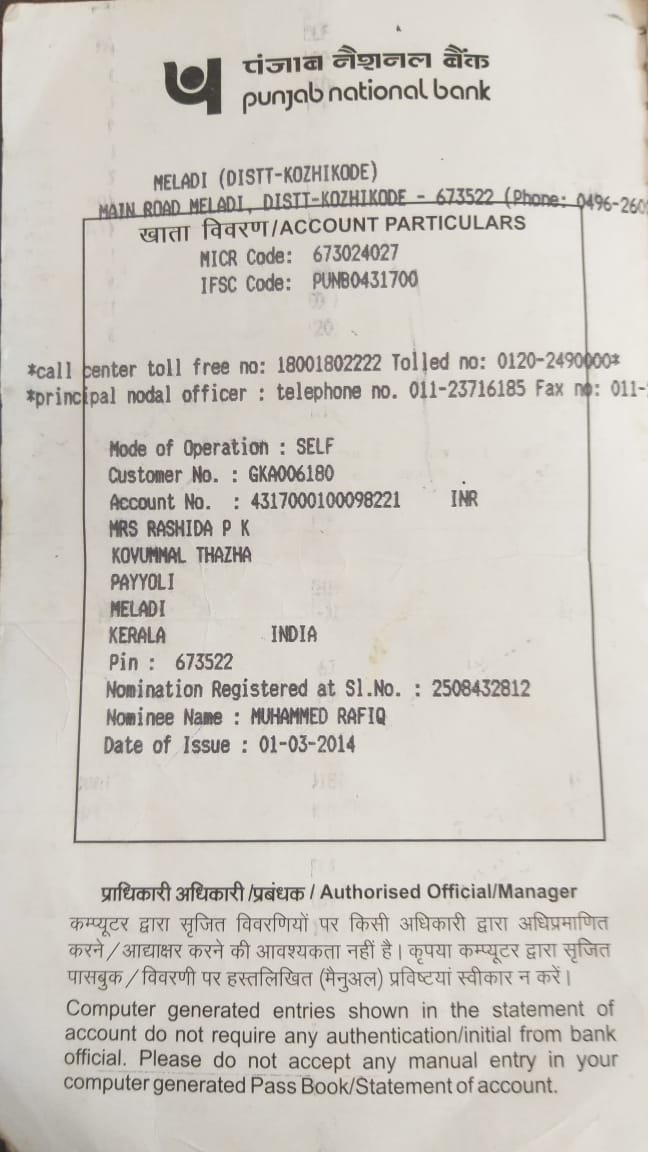 पंजाब नैशनल बैंक
punjab national bank
MELADI (DISTT-KOZHIKODE)
MAIN ROAD MELADI, DISTT-KOZHIKODE - 673522 (Phone: 0496-260
खाता विवरण/ACCOUNT PARTICULARS
MICR Code: 673024027
IFSC Code: PUNB0431700
*call center toll free no: 18001802222 Tolled no: 0120-2490000*
*principal nodal officer : telephone no. 011-23716185 Fax no: 011-
Mode of Operation : SELF
Customer No. : GKA006180
Account No. : 4317000100098221 INR
MRS RASHIDA P K
KOVUMMAL THAZHA
PAYYOLI
MELADI
KERALA INDIA
Pin : 673522
Nomination Registered at Sl.No. : 2508432812
Nominee Name : MUHAMMED RAFIQ
Date of Issue : 01-03-2014
प्राधिकारी अधिकारी/प्रबंधक / Authorised Official/Manager
कम्प्यूटर द्वारा सृजित विवरणियों पर किसी अधिकारी द्वारा अधिप्रमाणित
करने/आद्याक्षर करने की आवश्यकता नहीं है। कृपया कम्प्यूटर द्वारा सृजित
पासबुक/विवरणी पर हस्तलिखित (मैनुअल) प्रविष्टयां स्वीकार न करें।
Computer generated entries shown in the statement of
account do not require any authentication/initial from bank
official. Please do not accept any manual entry in your
computer generated Pass Book/Statement of account.